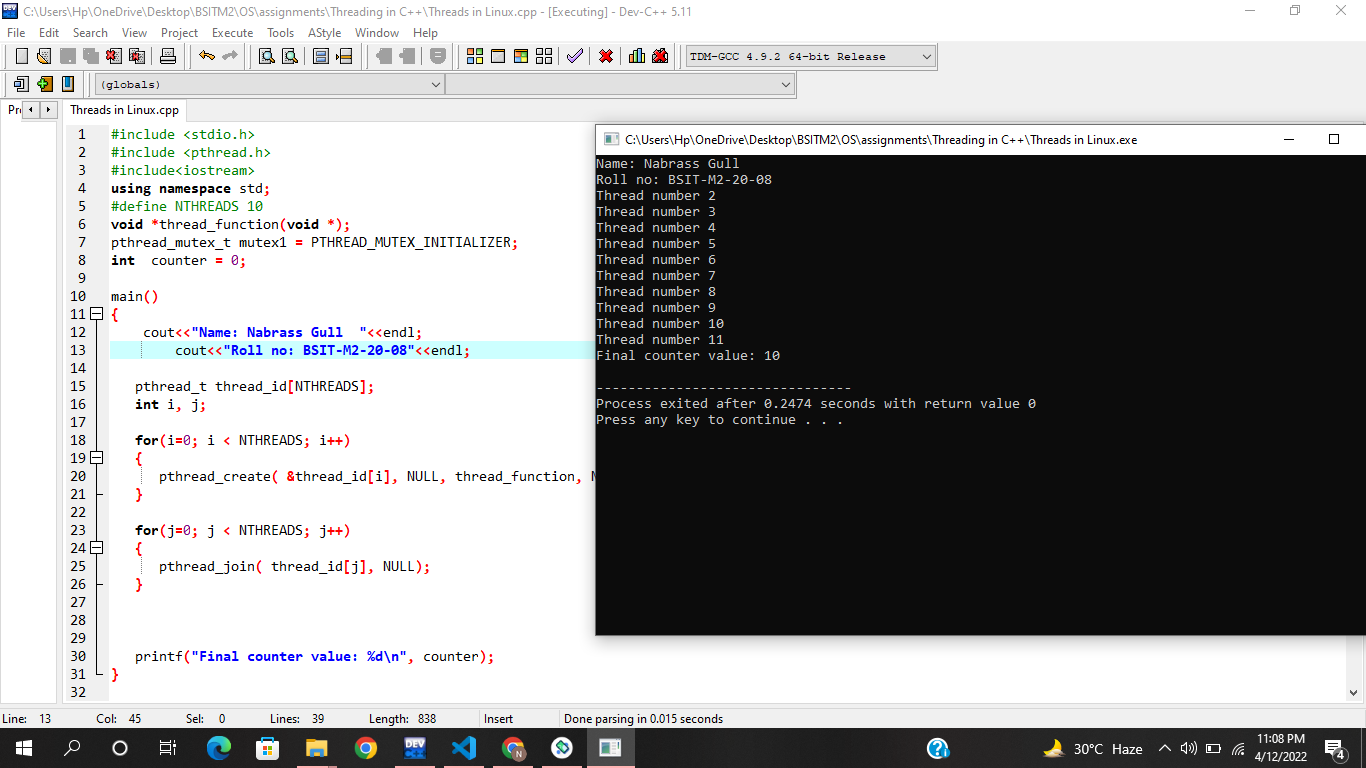 C:\Users\Hp\OneDrive\Desktop\BSITM2\OS\assignments\Threading in C++\Threads in Linux.cpp - [Executing] - Dev-C++ 5.11
File Edit Search View Project Execute Tools AStyle Window Help
TDM-GCC 4.9.2 64-bit Release
(globals)
Threads in Linux.cpp
1 #include <stdio.h>
2 #include <pthread.h>
3 #include<iostream>
4 using namespace std;
5 #define NTHREADS 10
6 void *thread_function(void *);
7 pthread_mutex_t mutex1 = PTHREAD_MUTEX_INITIALIZER;
8 int  counter = 0;
9
10 main()
11 {
12 cout<<"Name: Nabrass Gull  "<<endl;
13 cout<<"Roll no: BSIT-M2-20-08"<<endl;
14
15 pthread_t thread_id[NTHREADS];
16 int i, j;
17
18 for(i=0; i < NTHREADS; i++)
19 {
20 pthread_create( &thread_id[i], NULL, thread_function,
21 }
22
23 for(j=0; j < NTHREADS; j++)
24 {
25 pthread_join( thread_id[j], NULL);
26 }
27
28
29
30 printf("Final counter value: %d\n", counter);
31 }
32
C:\Users\Hp\OneDrive\Desktop\BSITM2\OS\assignments\Threading in C++\Threads in Linux.exe
Name: Nabrass Gull
Roll no: BSIT-M2-20-08
Thread number 2
Thread number 3
Thread number 4
Thread number 5
Thread number 6
Thread number 7
Thread number 8
Thread number 9
Thread number 10
Thread number 11
Final counter value: 10
--------------------------------
Process exited after 0.2474 seconds with return value 0
Press any key to continue . . .
Line: 13 Col: 45 Sel: 0 Lines: 39 Length: 838 Insert Done parsing in 0.015 seconds
DEV
N
30°C Haze
11:08 PM
4/12/2022
4